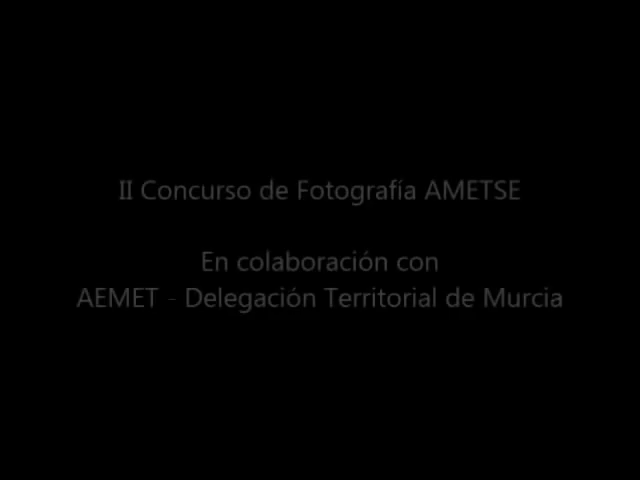 II Concurso de Fotografía AMETSE
En colaboración con
AEMET - Delegación Territorial de Murcia